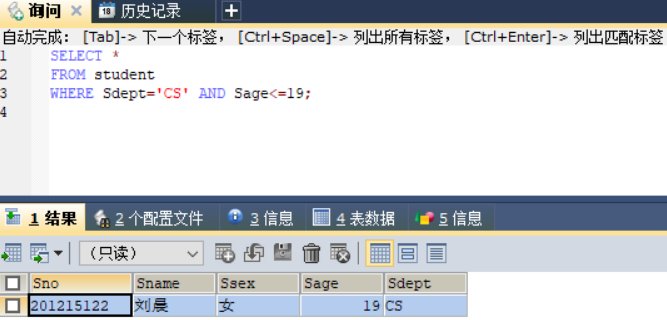 询问 历史记录
自动完成: [Tab]-> 下一个标签, [Ctrl+Space]-> 列出所有标签, [Ctrl+Enter]-> 列出匹配标签
1 SELECT *
2 FROM student
3 WHERE Sdept='CS' AND Sage<=19;
4
1 结果 2 个配置文件 3 信息 4 表数据 5 信息
(只读)
Sno Sname Ssex Sage Sdept
201215122 刘晨 女 19 CS